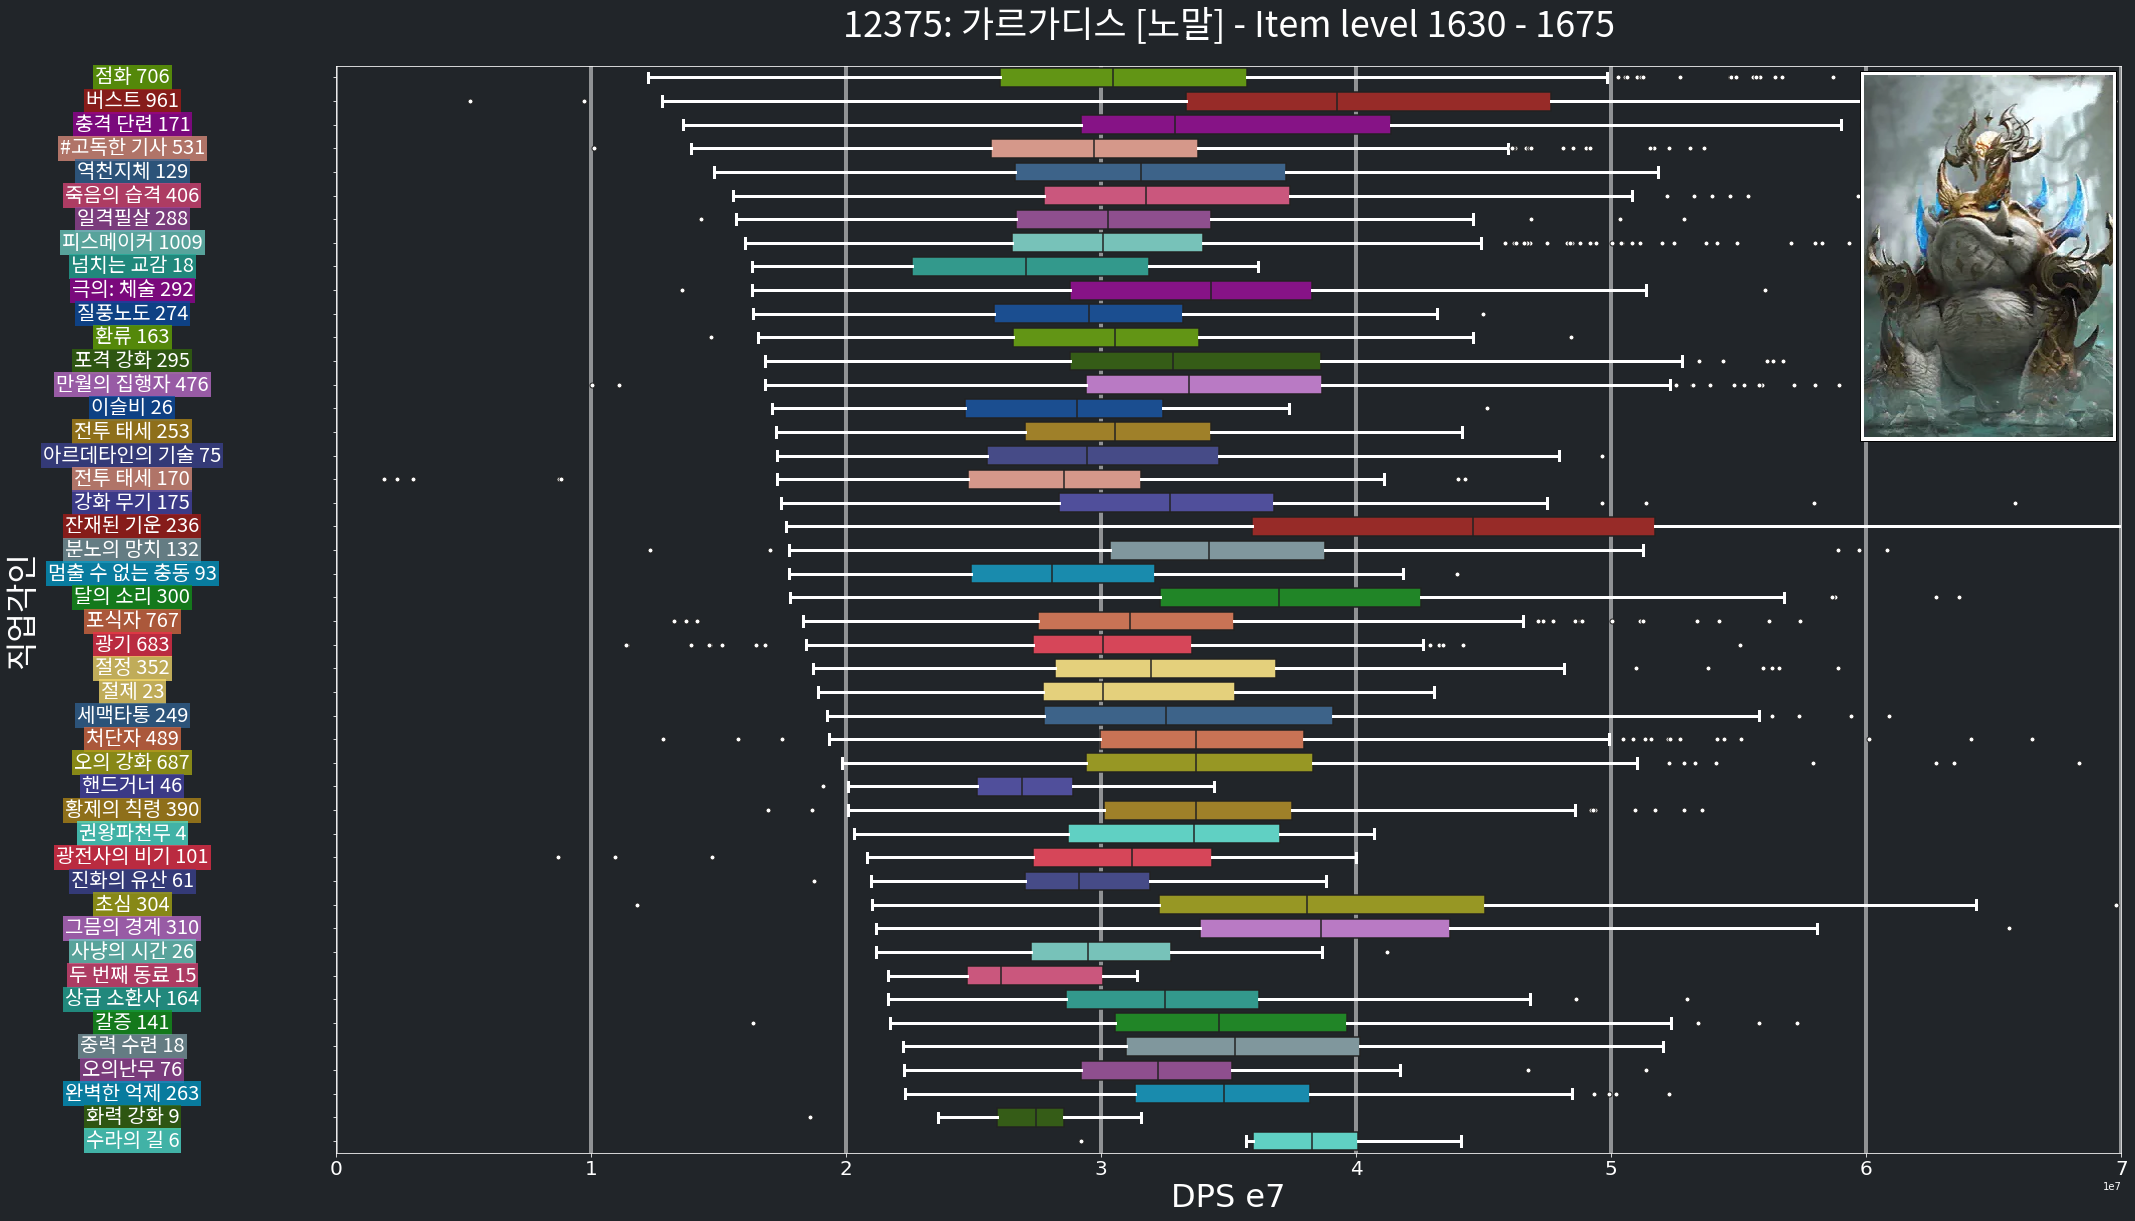 12375: 가르가디스 [노말] - Item level 1630 - 1675
직업각인
점화 706
버스트 961
충격 단련 171
#고독한 기사 531
역천지체 129
죽음의 습격 406
일격필살 288
피스메이커 1009
넘치는 교감 18
극의: 체술 292
질풍노도 274
환류 163
포격 강화 295
만월의 집행자 476
이슬비 26
전투 태세 253
아르데타인의 기술 75
전투 태세 170
강화 무기 175
잔재된 기운 236
분노의 망치 132
멈출 수 없는 충동 93
달의 소리 300
포식자 767
광기 683
절정 352
절제 23
세맥타통 249
처단자 489
오의 강화 687
핸드거너 46
황제의 칙령 390
권왕파천무 4
광전사의 비기 101
진화의 유산 61
초심 304
그믐의 경계 310
사냥의 시간 26
두 번째 동료 15
상급 소환사 164
갈증 141
중력 수련 18
오의난무 76
완벽한 억제 263
화력 강화 9
수라의 길 6
0 1 2 3 4 5 6 7
1e7
DPS e7